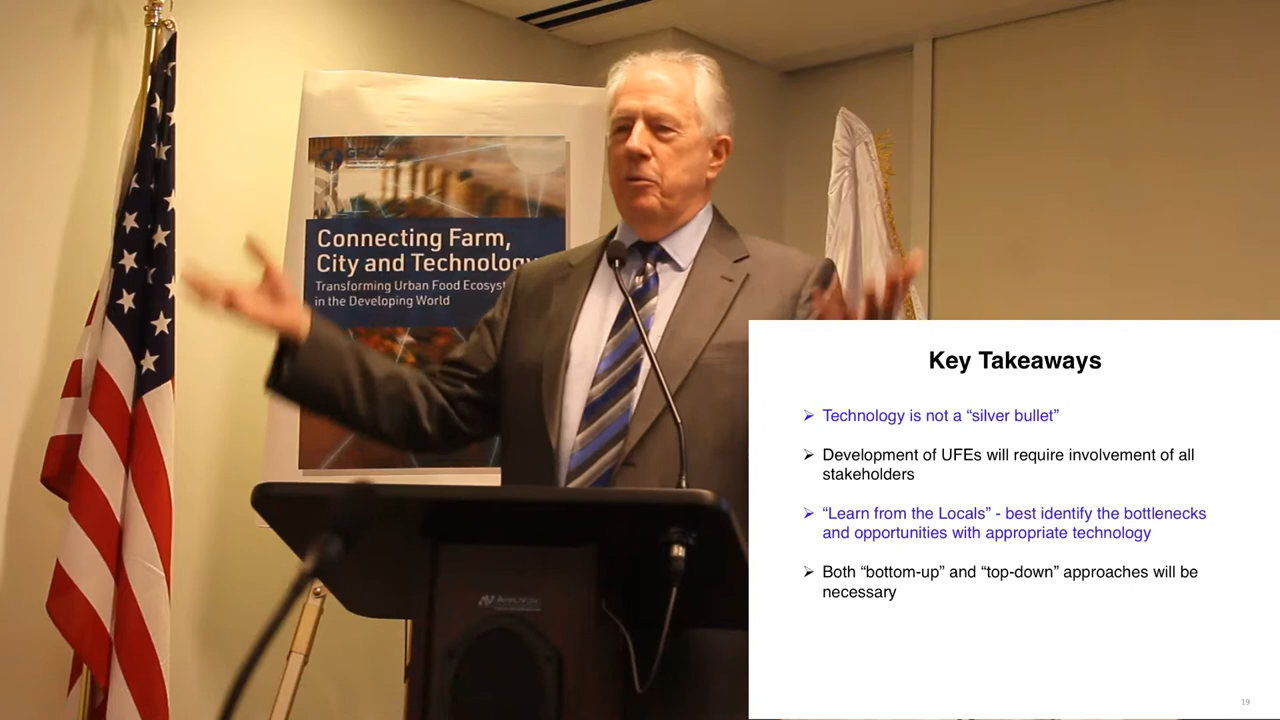 GFCC
Connecting Farm,
City and Technology
Transforming Urban Food
in the Developing World
Key Takeaways
➢ Technology is not a “silver bullet”
➢ Development of UFEs will require involvement of all
stakeholders
➢ “Learn from the Locals” - best identify the bottlenecks
and opportunities with appropriate technology
➢ Both “bottom-up” and “top-down” approaches will be
necessary
19